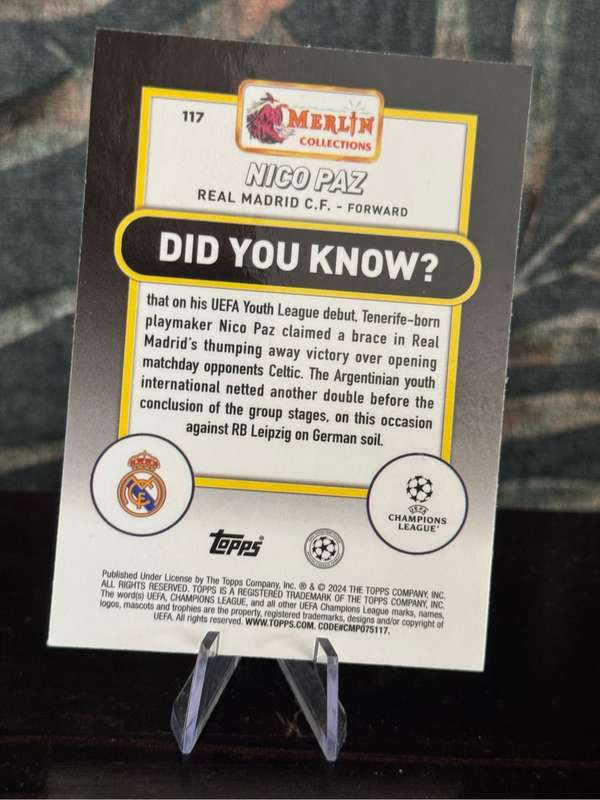 117
MERLIN
COLLECTIONS
NICO PAZ
REAL MADRID C.F. - FORWARD
DID YOU KNOW?
that on his UEFA Youth League debut, Tenerife-born
playmaker Nico Paz claimed a brace in Real
Madrid's thumping away victory over opening
matchday opponents Celtic. The Argentinian youth
international netted another double before the
conclusion of the group stages, on this occasion
against RB Leipzig on German soil.
UEFA
CHAMPIONS
LEAGUE
topps
Published Under License by The Topps Company, Inc. ® & © 2024 THE TOPPS COMPANY, INC.
ALL RIGHTS RESERVED. TOPPS IS A REGISTERED TRADEMARK OF THE TOPPS COMPANY, INC.
The word(s) UEFA, CHAMPIONS LEAGUE, and all other UEFA Champions League marks, names,
logos, mascots and trophies are the property, registered trademarks, designs and/or copyright of
UEFA. All rights reserved. WWW.TOPPS.COM. CODE#CMP075117.